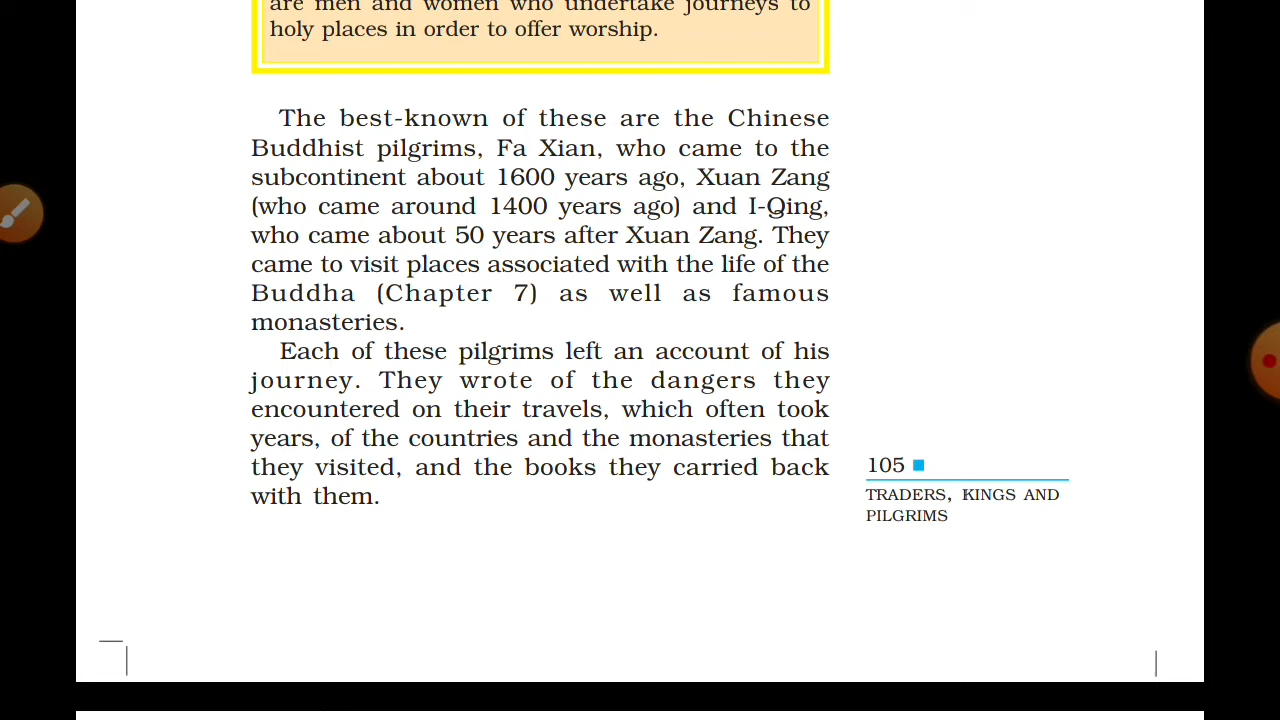 are men and women who undertake journeys to
holy places in order to offer worship.
The best-known of these are the Chinese
Buddhist pilgrims, Fa Xian, who came to the
subcontinent about 1600 years ago, Xuan Zang
(who came around 1400 years ago) and I-Qing,
who came about 50 years after Xuan Zang. They
came to visit places associated with the life of the
Buddha (Chapter 7) as well as famous
monasteries.
Each of these pilgrims left an account of his
journey. They wrote of the dangers they
encountered on their travels, which often took
years, of the countries and the monasteries that
they visited, and the books they carried back
with them.
105
TRADERS, KINGS AND
PILGRIMS